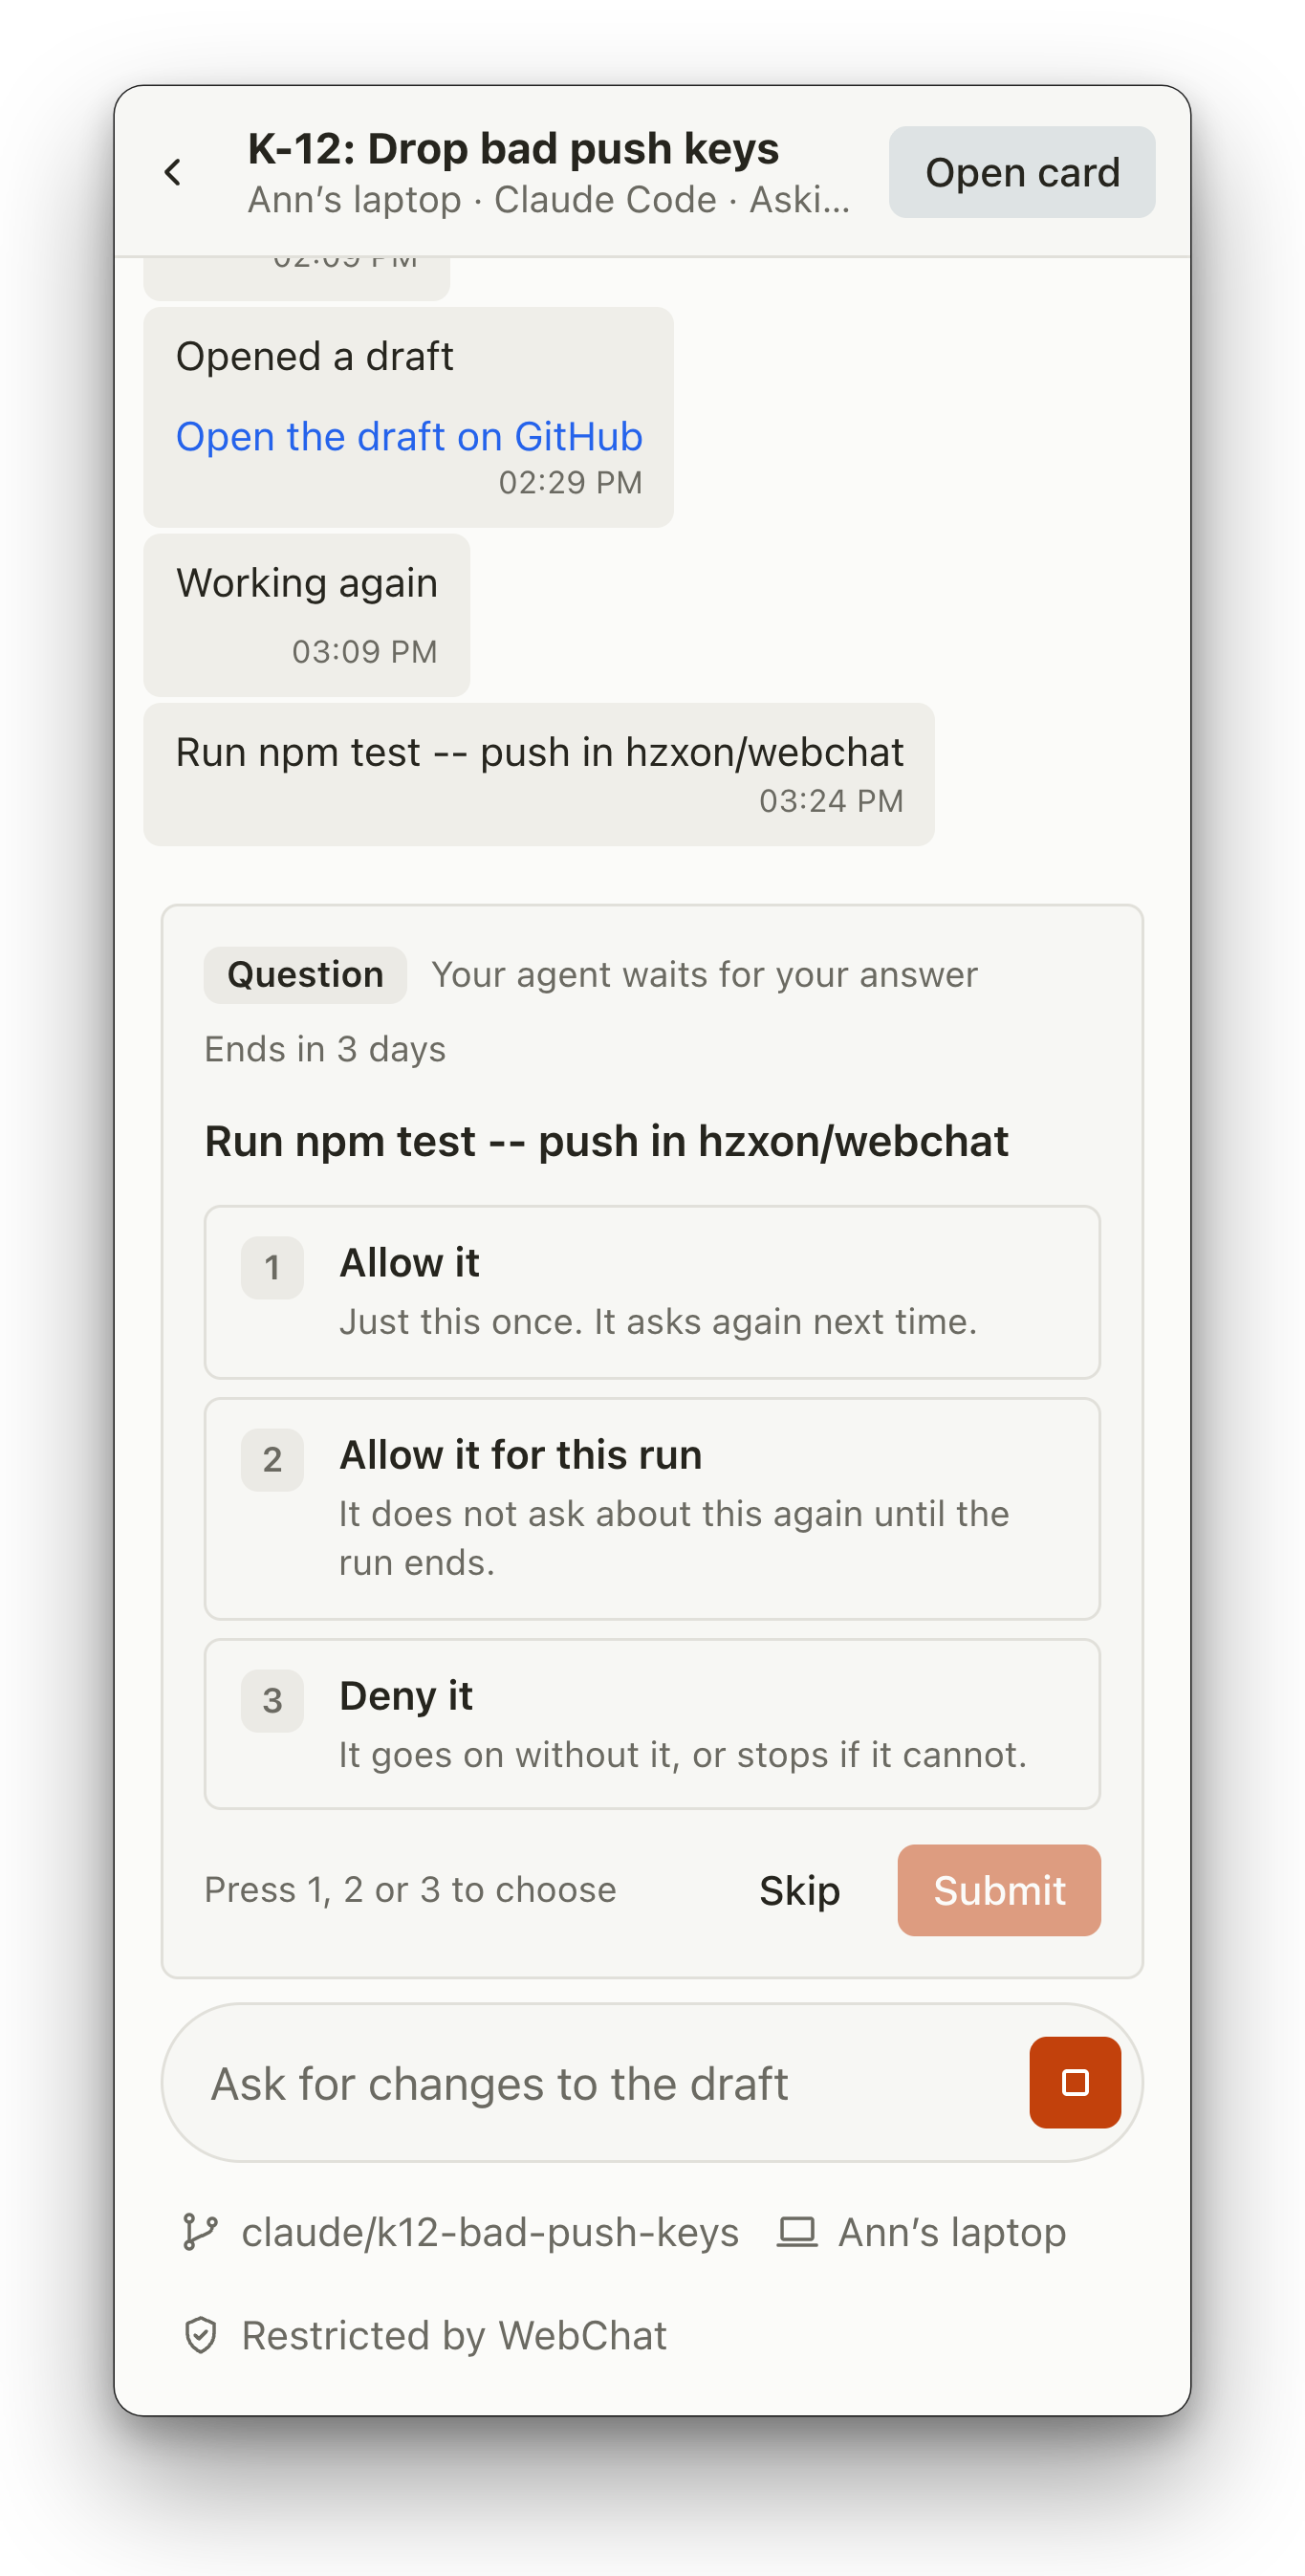 K-12: Drop bad push keys
Ann’s laptop · Claude Code · Aski...
Open card
02:09 PM
Opened a draft
Open the draft on GitHub
02:29 PM
Working again
03:09 PM
Run npm test -- push in hzxon/webchat
03:24 PM
Question Your agent waits for your answer
Ends in 3 days
Run npm test -- push in hzxon/webchat
1 Allow it
Just this once. It asks again next time.
2 Allow it for this run
It does not ask about this again until the
run ends.
3 Deny it
It goes on without it, or stops if it cannot.
Press 1, 2 or 3 to choose
Skip
Submit
Ask for changes to the draft
claude/k12-bad-push-keys
Ann’s laptop
Restricted by WebChat